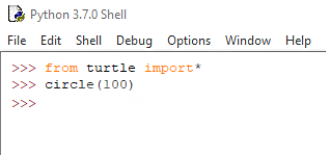 Python 3.7.0 Shell
File Edit Shell Debug Options Window Help
>>> from turtle import*
>>> circle(100)
>>>